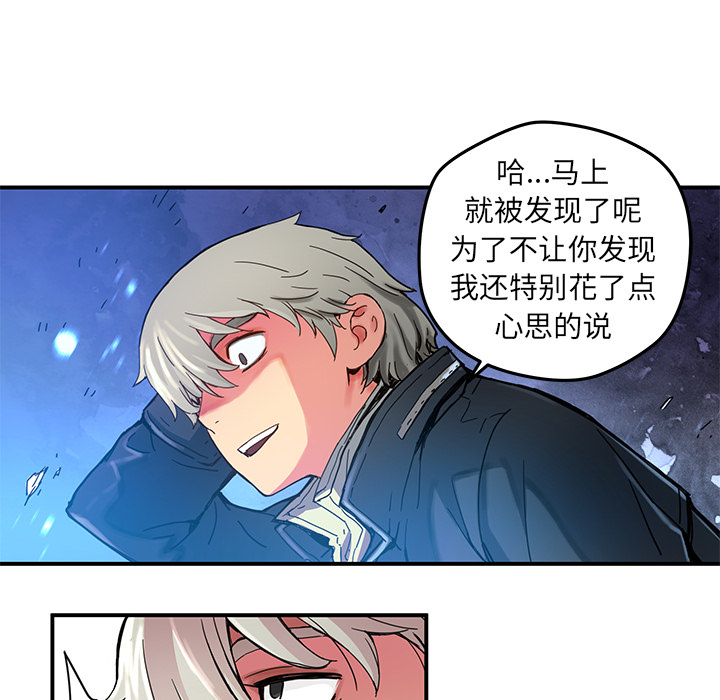 哈...马上
就被发现了呢
为了不让你发现
我还特别花了点
心思的说